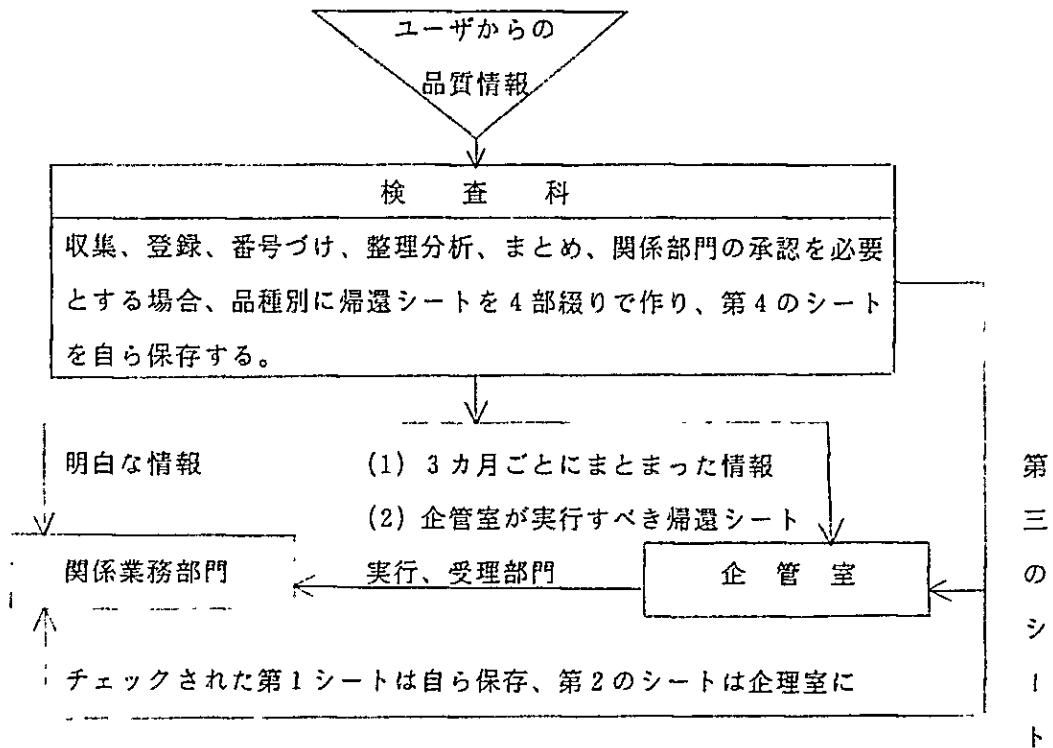 ユーザからの
品質情報
検 査 科
収集、登録、番号づけ、整理分析、まとめ、関係部門の承認を必要
とする場合、品種別に帰還シートを4部綴りで作り、第4のシート
を自ら保存する。
明白な情報
(1) 3カ月ごとにまとまった情報
(2) 企管室が実行すべき帰還シート
関係業務部門
実行、受理部門
企 管 室
チェックされた第1シートは自ら保存、第2のシートは企理室に
第三のシート